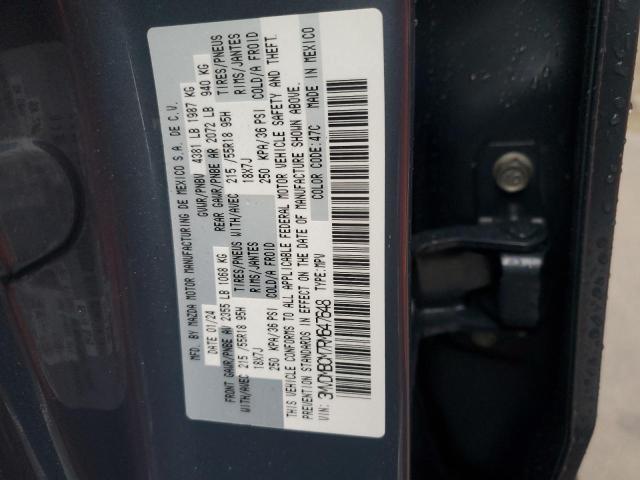 MFD. BY MAZDA MOTOR MANUFACTURING DE MEXICO S.A. DE C.V.
DATE 01/24 GVWR/PNBV 4381 LB 1987 KG
FRONT GAWR/PNBE AV 2355 LB 1068 KG REAR GAWR/PNBE AR 2072 LB 940 KG
TIRES/PNEUS TIRES/PNEUS
WITH/AVEC 215 /55R18 95H RIMS/JANTES WITH/AVEC 215 /55R18 95H RIMS/JANTES
18X7J COLD/A FROID 18X7J COLD/A FROID
250 KPA/36 PSI 250 KPA/36 PSI
THIS VEHICLE CONFORMS TO ALL APPLICABLE FEDERAL MOTOR VEHICLE SAFETY AND THEFT
PREVENTION STANDARDS IN EFFECT ON THE DATE OF MANUFACTURE SHOWN ABOVE.
VIN: 3MVDMBCM7RM647648 TYPE:MPV COLOR CODE:47C MADE IN MEXICO